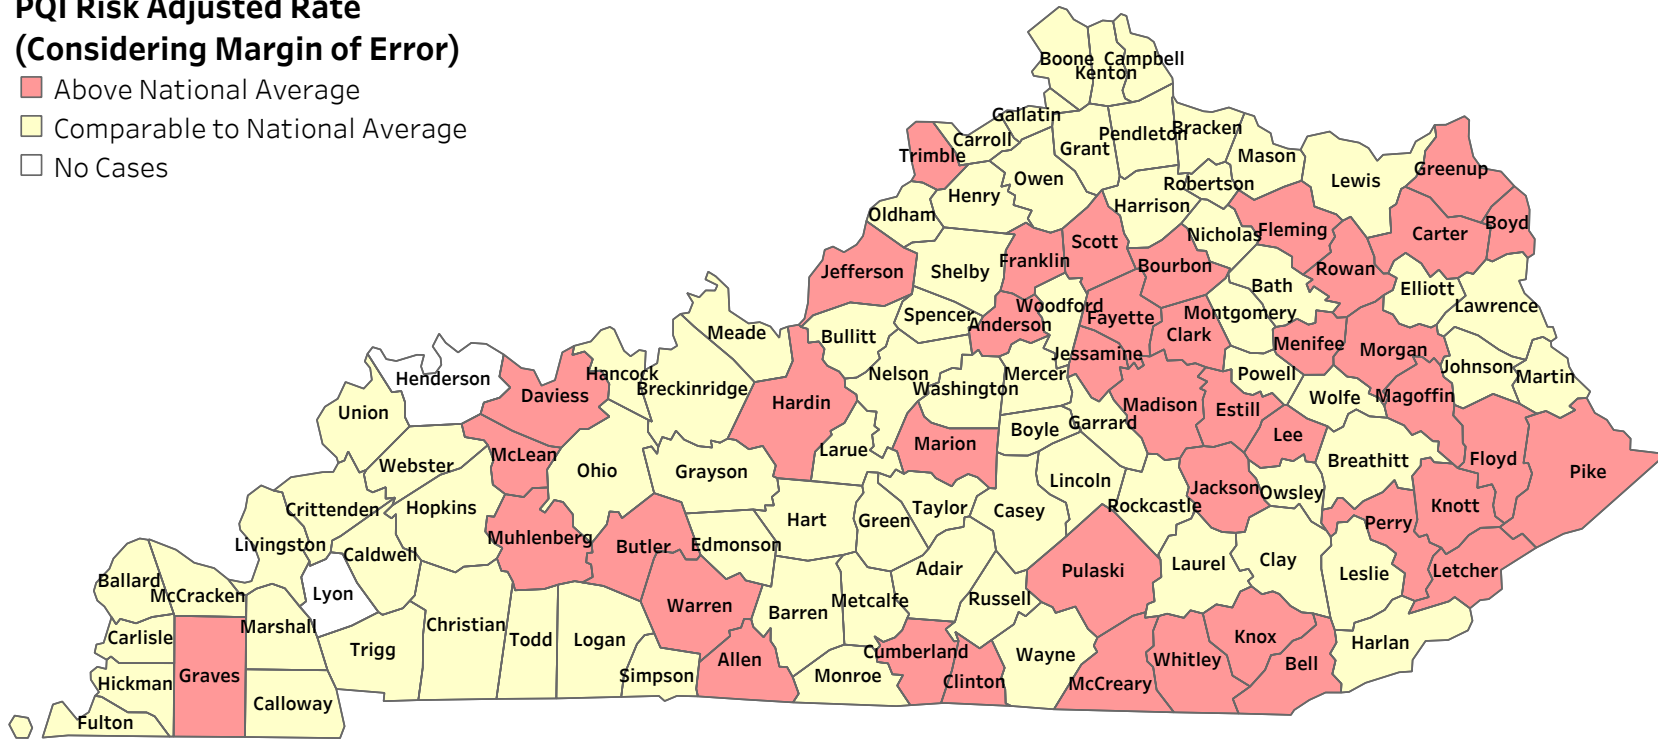 PQI Risk Adjusted Rate
(Considering Margin of Error)
Above National Average
Comparable to National Average
No Cases
Boone
Campbell
Kenton
Gallatin
Carroll
Trimble
Grant
Pendleton
Bracken
Mason
Owen
Henry
Robertson
Lewis
Greenup
Oldham
Harrison
Nicholas
Fleming
Carter
Boyd
Scott
Jefferson
Shelby
Franklin
Bourbon
Rowan
Bath
Elliott
Lawrence
Woodford
Spencer
Anderson
Fayette
Montgomery
Clark
Meade
Bullitt
Menifee
Morgan
Jessamine
Johnson
Martin
Henderson
Hancock
Breckinridge
Nelson
Washington
Mercer
Powell
Daviess
Hardin
Madison
Estill
Wolfe
Magoffin
Union
Marion
Boyle
Garrard
Lee
McLean
Larue
Webster
Ohio
Grayson
Breathitt
Floyd
Pike
Lincoln
Jackson
Owsley
Crittenden
Hopkins
Rockcastle
Knott
Hart
Green
Taylor
Casey
Perry
Livingston
Caldwell
Muhlenberg
Butler
Edmonson
Ballard
McCracken
Lyon
Adair
Pulaski
Laurel
Clay
Leslie
Letcher
Warren
Barren
Metcalfe
Russell
Carlisle
Marshall
Christian
Todd
Logan
Trigg
Knox
Harlan
Allen
Cumberland
Wayne
Whitley
Bell
Graves
Simpson
Monroe
Clinton
McCreary
Hickman
Calloway
Fulton